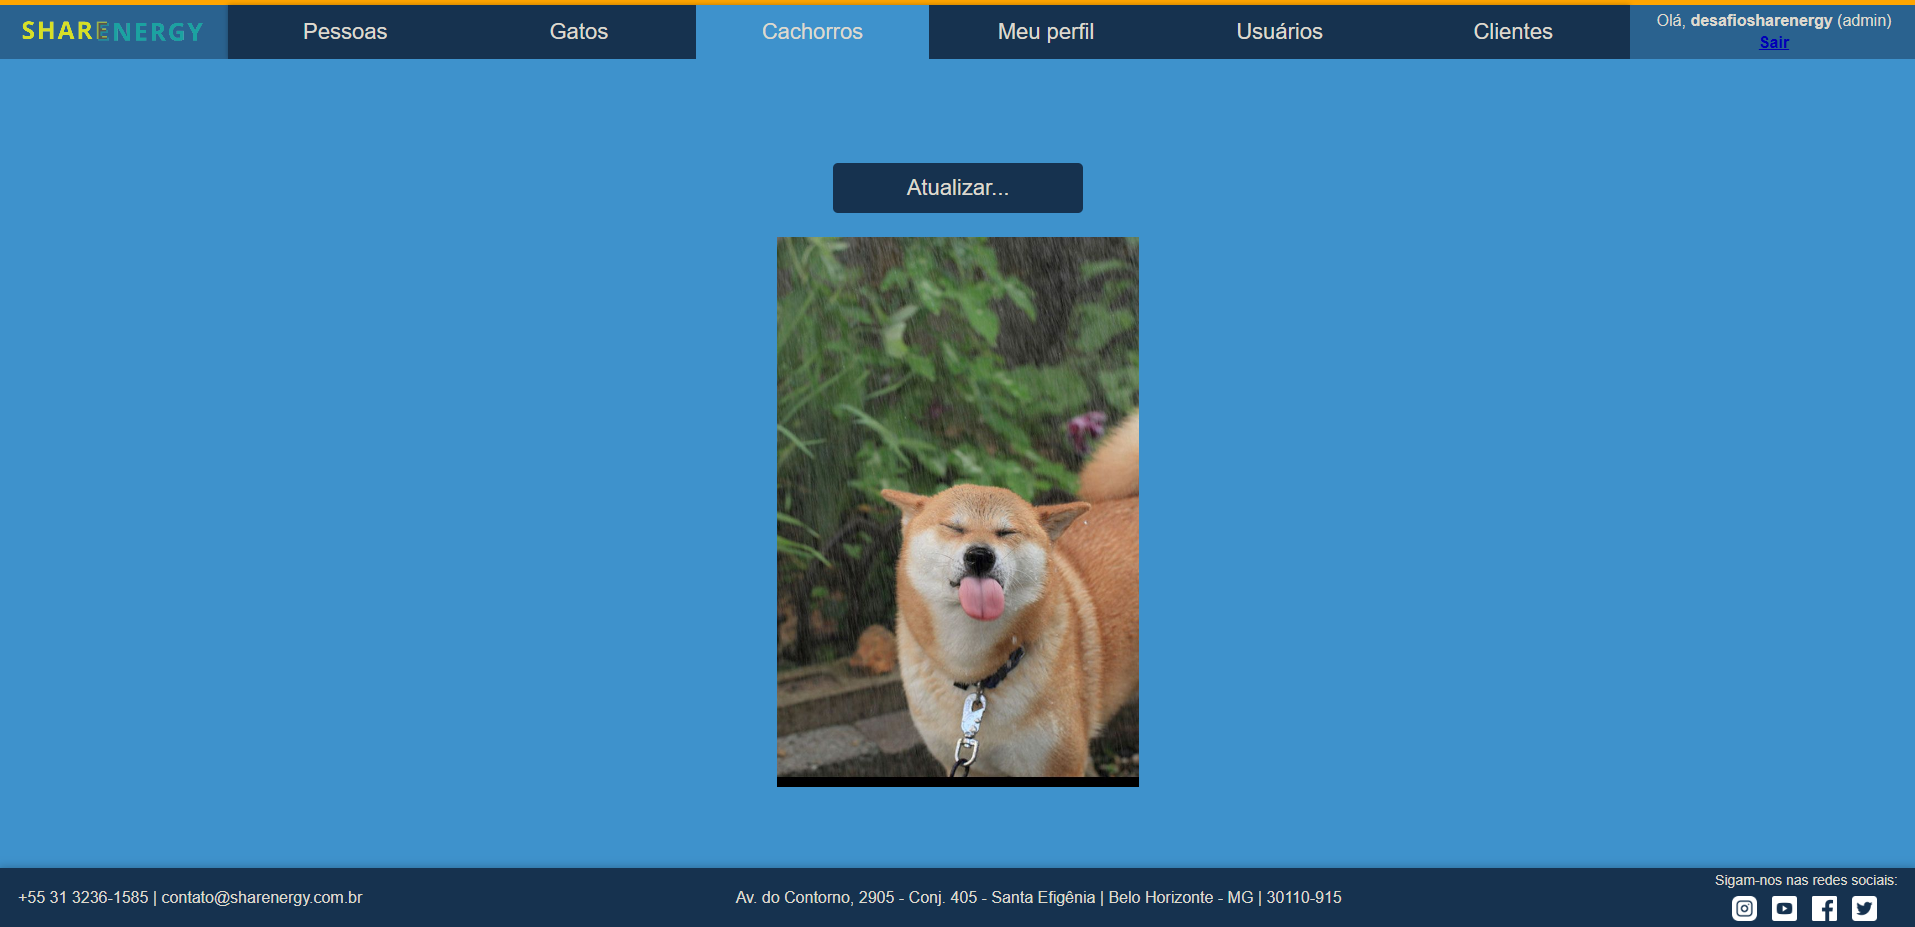 SHARENERGY
Pessoas
Gatos
Cachorros
Meu perfil
Usuários
Clientes
Olá, desafiosharenergy (admin)
Sair
Atualizar...
+55 31 3236-1585 | contato@sharenergy.com.br
Av. do Contorno, 2905 - Conj. 405 - Santa Efigênia | Belo Horizonte - MG | 30110-915
Sigam-nos nas redes sociais: